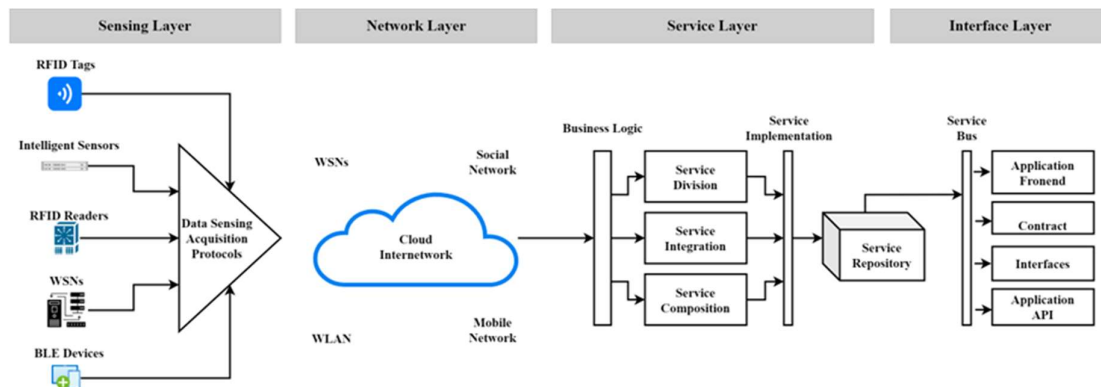 Sensing Layer
Network Layer
Service Layer
Interface Layer
RFID Tags
Intelligent Sensors
RFID Readers
WSNs
BLE Devices
Data Sensing
Acquisition
Protocols
WSNs
Social
Network
Cloud
Internetwork
WLAN
Mobile
Network
Business Logic
Service
Division
Service
Integration
Service
Composition
Service
Implementation
Service
Repository
Service
Bus
Application
Fronend
Contract
Interfaces
Application
API